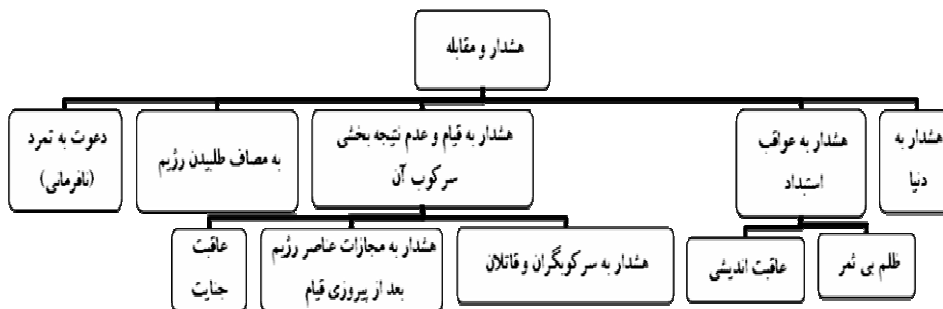 هشدار و مقابله
هشدار به
دنیا
هشدار به عواقب
استبداد
هشدار به قیام و عدم نتیجه بخشی
سرکوب آن
به مصاف طلبیدن رژیم
دعوت به تمرد
(نافرمانی)
ظلم بی ثمر
عاقبت اندیشی
هشدار به سرکوبگران و قاتلان
هشدار به مجازات عناصر رژیم
بعد از پیروزی قیام
عاقبت
جنایت